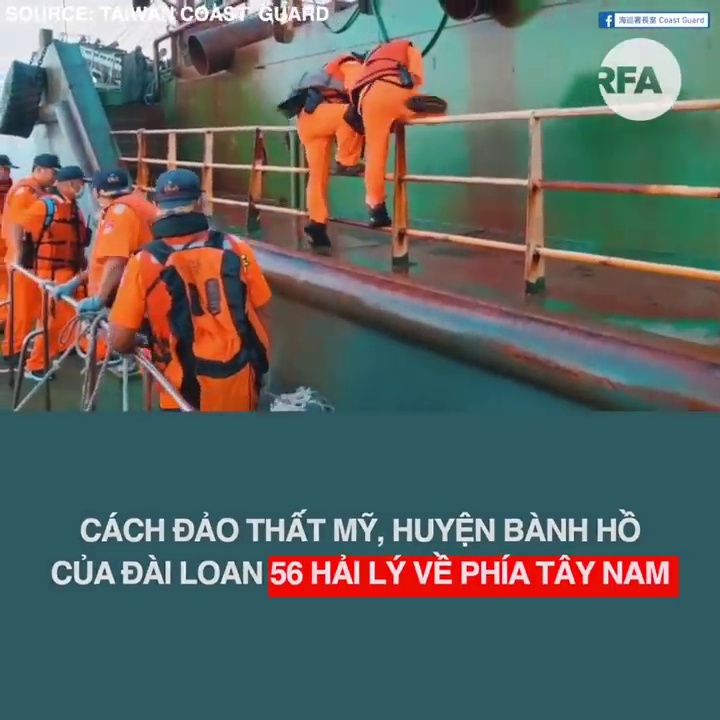 SOURCE: TAIWAN COAST GUARD
海巡署長室 Coast Guard
RFA
CÁCH ĐẢO THẤT MỸ, HUYỆN BÀNH HỒ
CỦA ĐÀI LOAN 56 HẢI LÝ VỀ PHÍA TÂY NAM